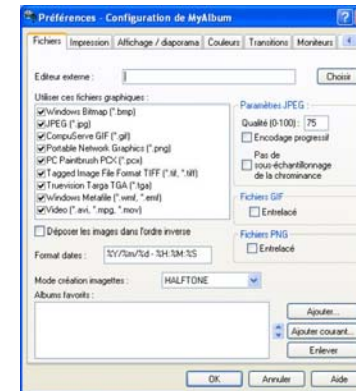 Préférences - Configuration de MyAlbum
Fichiers Impression Affichage / diaporama Couleurs Transitions Moniteurs
Editeur externe : Choisir
Utiliser ces fichiers graphiques :
Windows Bitmap (*.bmp)
JPEG (*.jpg)
CompuServe GIF (*.gif)
Portable Network Graphics (*.png)
PC Paintbrush PCX (*.pcx)
Tagged Image File Format TIFF (*.tif, *.tiff)
Truevision Targa TGA (*.tga)
Windows Metafile (*.wmf, *.emf)
Video (*.avi, *.mpg, *.mov)
Paramètres JPEG :
Qualité (0-100) : 75
Encodage progressif
Pas de
sous-échantillonnage
de la chrominance
Fichiers GIF
Entrelacé
Fichiers PNG
Entrelacé
Déposer les images dans l'ordre inverse
Format dates : %Y/%m/%d - %H:%M:%S
Mode création imagettes : HALFTONE
Albums favoris :
Ajouter...
Ajouter courant...
Enlever
OK Annuler Aide